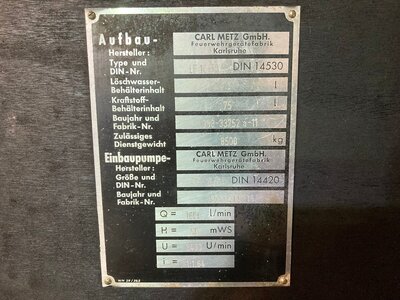 Aufbau-
Hersteller: CARL METZ GmbH.
Feuerwehrgerätefabrik
Karlsruhe
Type und
DIN-Nr. DIN 14530
Löschwasser-
Behälterinhalt l
Kraftstoff-
Behälterinhalt 75 l
Baujahr und
Fabrik-Nr.
Zulässiges
Dienstgewicht kg
Einbaupumpe-
Hersteller: CARL METZ GmbH.
Feuerwehrgerätefabrik
Karlsruhe
Größe und
DIN-Nr. DIN 14420
Baujahr und
Fabrik-Nr.
Q = l/min
H = mWS
U = U/min
i =